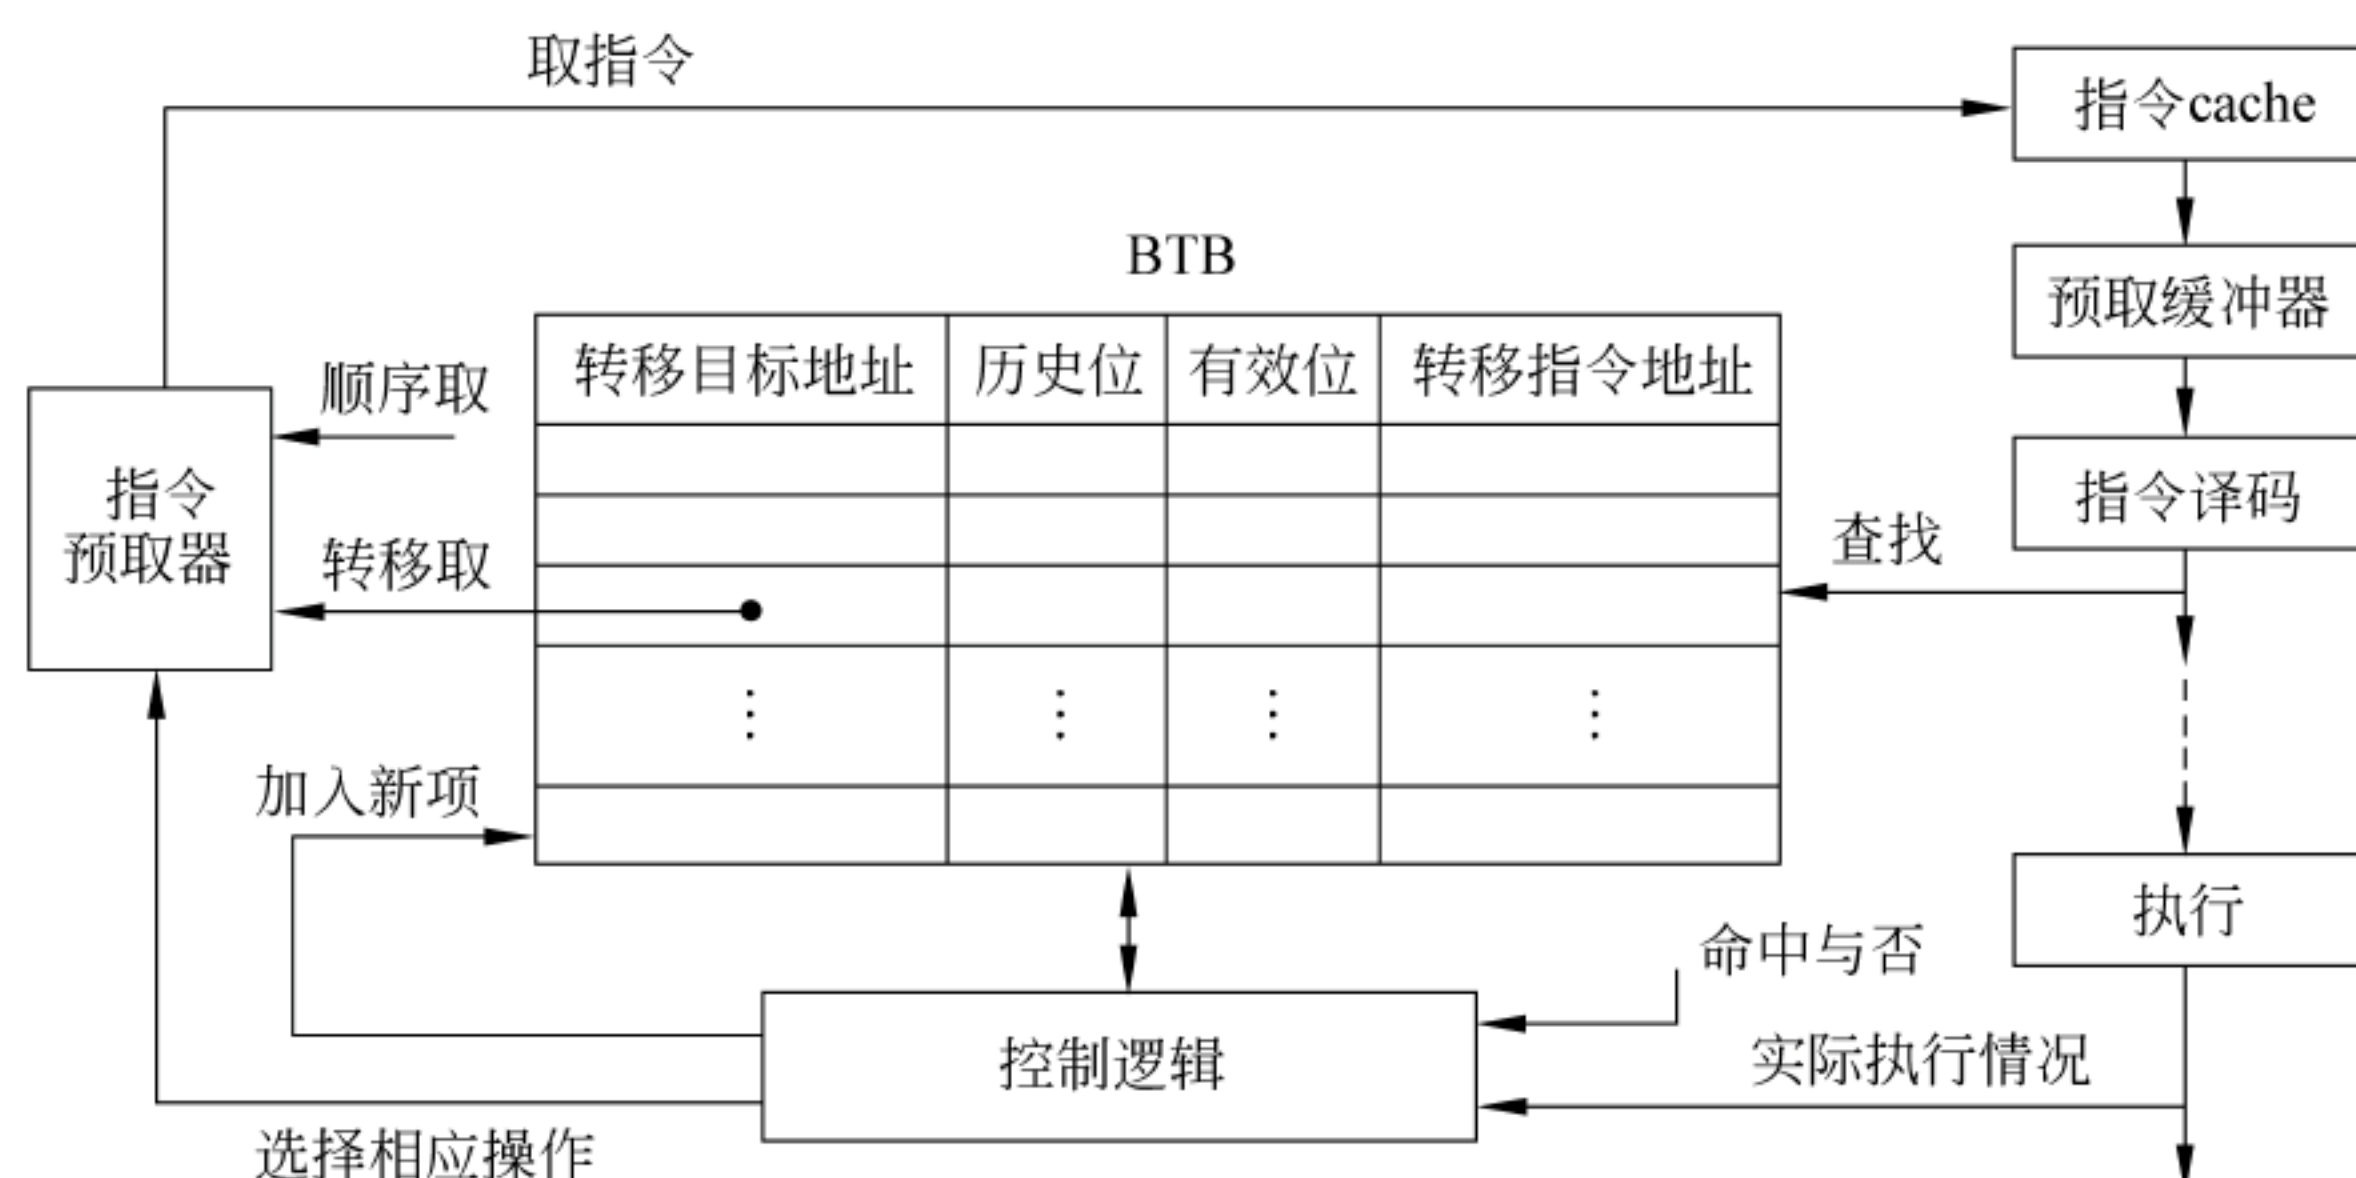 取指令
指令cache
BTB
预取缓冲器
转移目标地址 历史位 有效位 转移指令地址
顺序取
指令
预取器
指令译码
查找
转移取
加入新项
执行
命中与否
控制逻辑
实际执行情况
选择相应操作